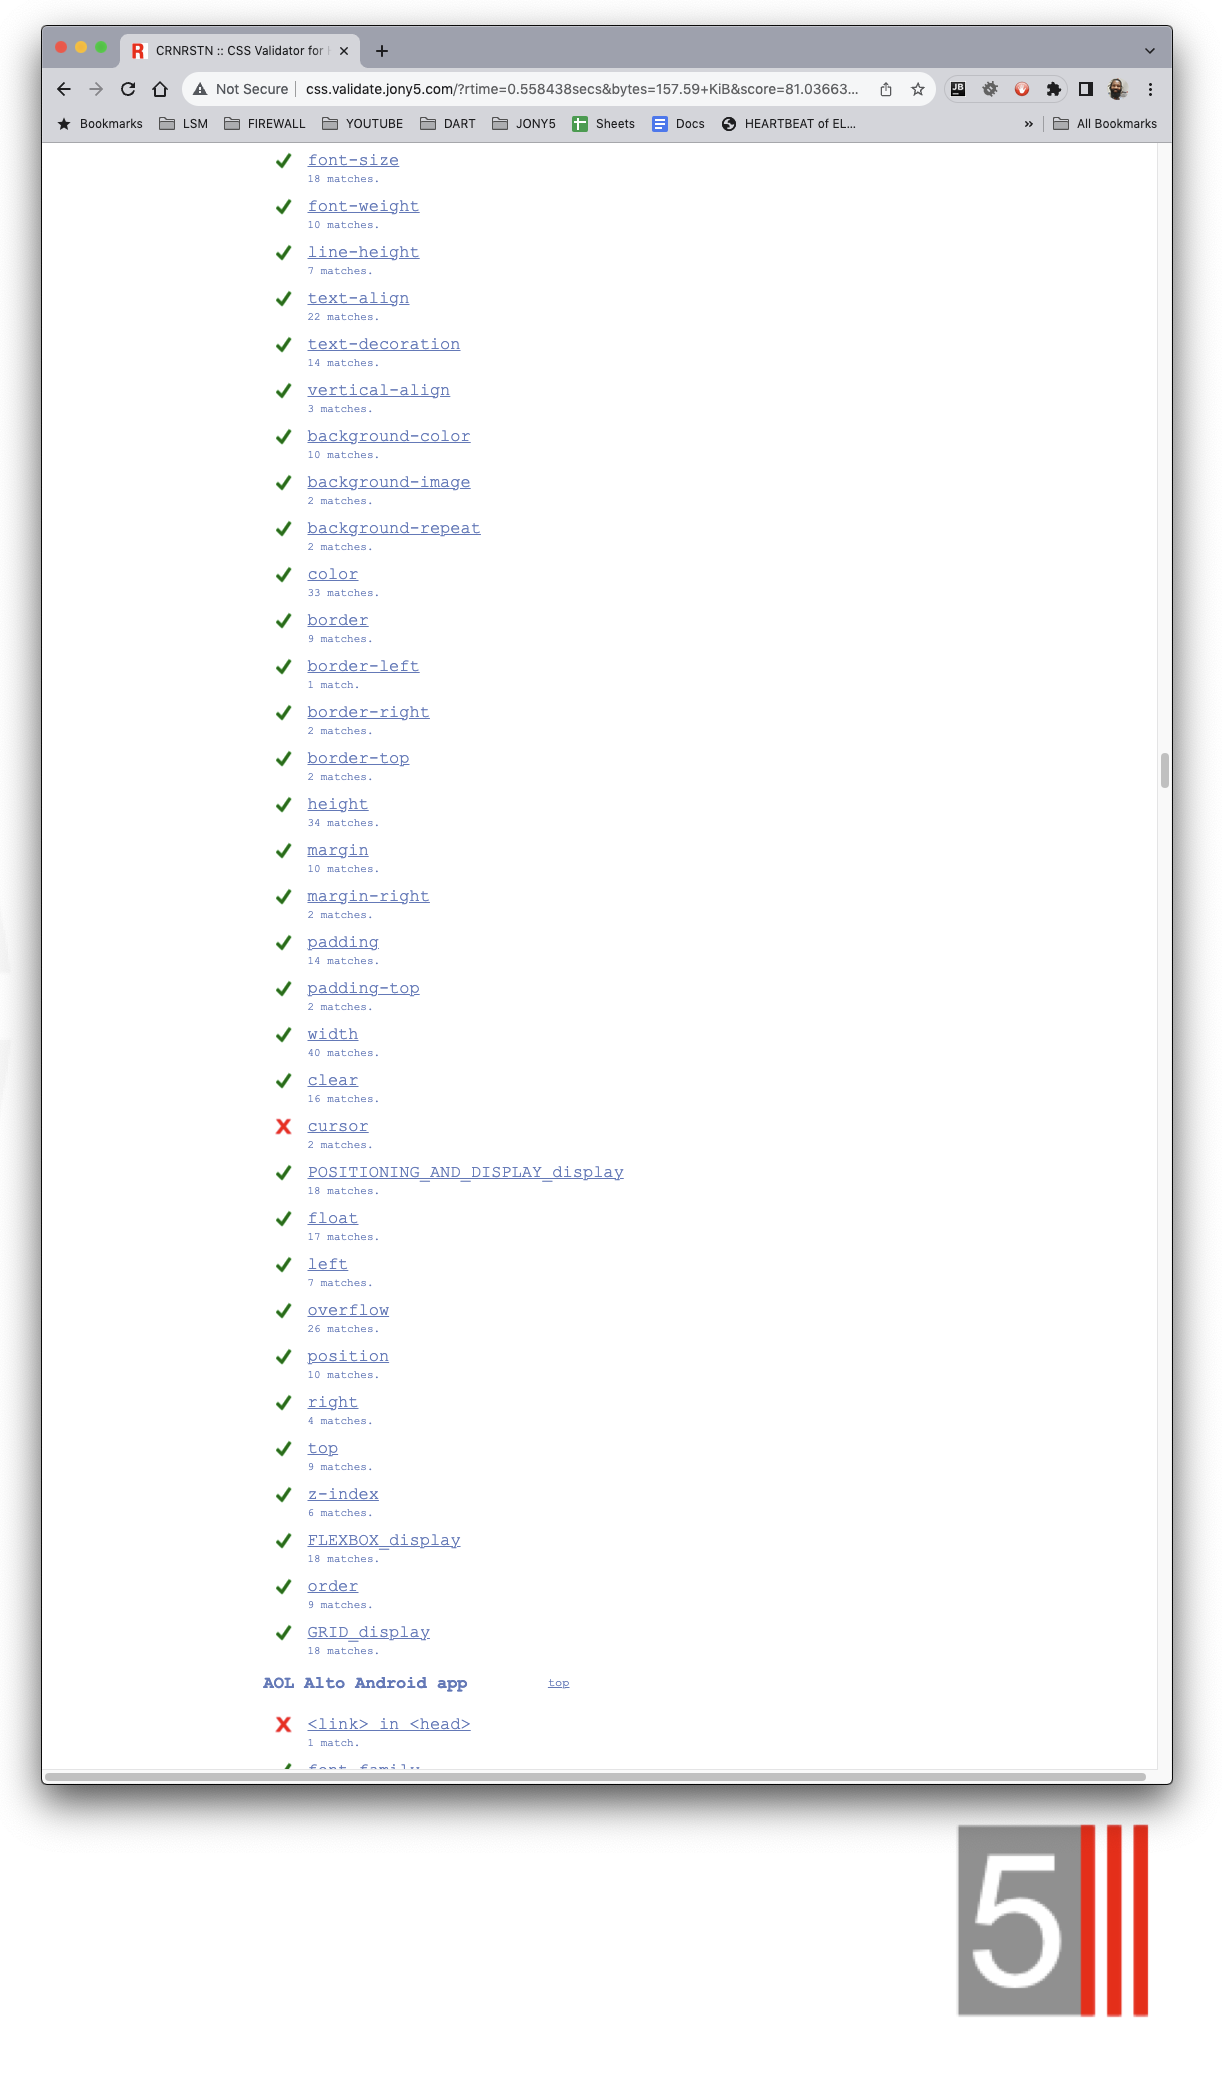 CRNRSTN :: CSS Validator for
Not Secure css.validate.jony5.com/?rtime=0.558438secs&bytes=157.59+KiB&score=81.03663...
Bookmarks LSM FIREWALL YOUTUBE DART JONY5 Sheets Docs HEARTBEAT of EL... » All Bookmarks
font-size
18 matches.
font-weight
10 matches.
line-height
7 matches.
text-align
22 matches.
text-decoration
14 matches.
vertical-align
3 matches.
background-color
10 matches.
background-image
2 matches.
background-repeat
2 matches.
color
33 matches.
border
9 matches.
border-left
1 match.
border-right
2 matches.
border-top
2 matches.
height
34 matches.
margin
10 matches.
margin-right
2 matches.
padding
14 matches.
padding-top
2 matches.
width
40 matches.
clear
16 matches.
cursor
2 matches.
POSITIONING_AND_DISPLAY_display
18 matches.
float
17 matches.
left
7 matches.
overflow
26 matches.
position
10 matches.
right
4 matches.
top
9 matches.
z-index
6 matches.
FLEXBOX_display
18 matches.
order
9 matches.
GRID_display
18 matches.
AOL Alto Android app top
<link> in <head>
1 match.
font-family
5